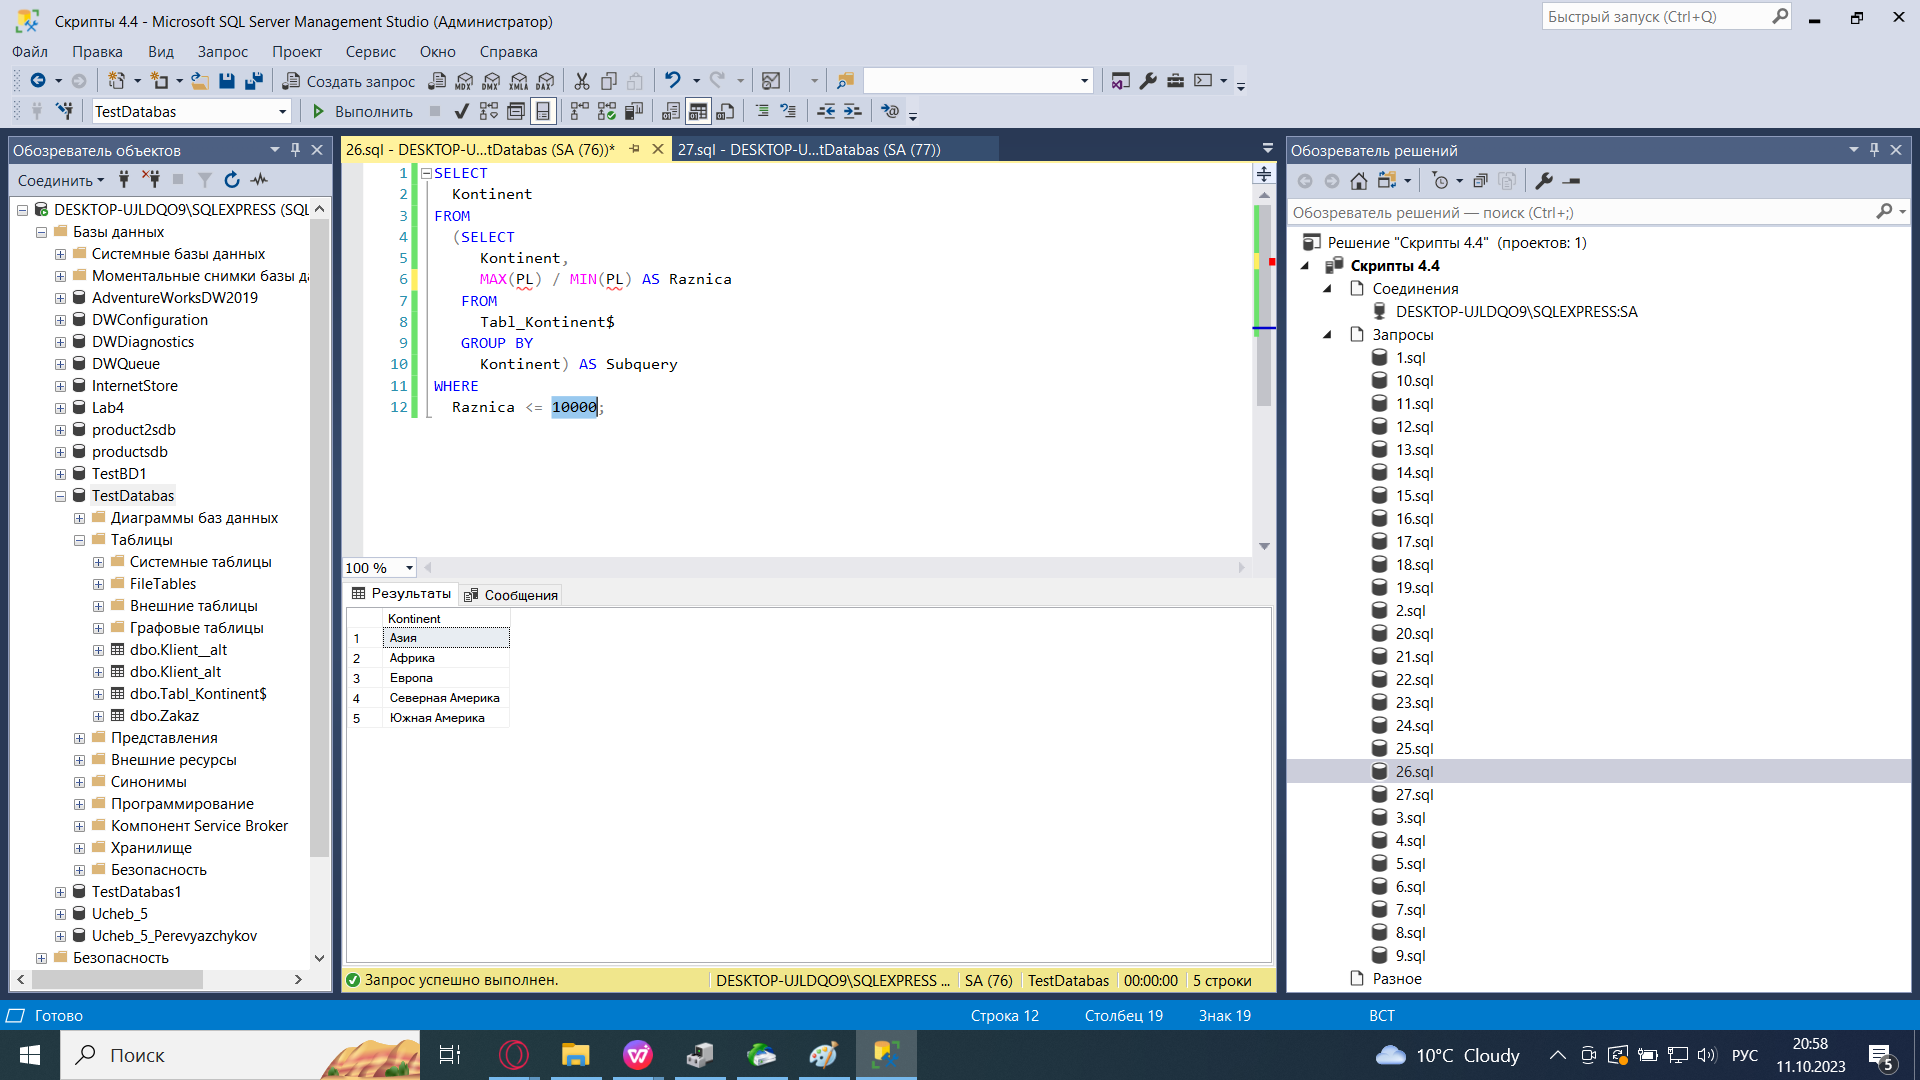 Скрипты 4.4 - Microsoft SQL Server Management Studio (Администратор)
Быстрый запуск (Ctrl+Q)
Файл Правка Вид Запрос Проект Сервис Окно Справка
Создать запрос MDX DMX XMLA DAX
TestDatabas Выполнить
Обозреватель объектов
Соединить
DESKTOP-UJLDQO9\SQLEXPRESS (SQL
Базы данных
Системные базы данных
Моментальные снимки базы да
AdventureWorksDW2019
DWConfiguration
DWDiagnostics
DWQueue
InternetStore
Lab4
product2sdb
productsdb
TestBD1
TestDatabas
Диаграммы баз данных
Таблицы
Системные таблицы
FileTables
Внешние таблицы
Графовые таблицы
dbo.Klient__alt
dbo.Klient_alt
dbo.Tabl_Kontinent$
dbo.Zakaz
Представления
Внешние ресурсы
Синонимы
Программирование
Компонент Service Broker
Хранилище
Безопасность
TestDatabas1
Ucheb_5
Ucheb_5_Perevyazchykov
Безопасность
26.sql - DESKTOP-U...tDatabas (SA (76))* 27.sql - DESKTOP-U...tDatabas (SA (77))
1 SELECT
2 Kontinent
3 FROM
4 (SELECT
5 Kontinent,
6 MAX(PL) / MIN(PL) AS Raznica
7 FROM
8 Tabl_Kontinent$
9 GROUP BY
10 Kontinent) AS Subquery
11 WHERE
12 Raznica <= 10000;
100 %
Результаты Сообщения
Kontinent
1 Азия
2 Африка
3 Европа
4 Северная Америка
5 Южная Америка
Запрос успешно выполнен. DESKTOP-UJLDQO9\SQLEXPRESS ... SA (76) TestDatabas 00:00:00 5 строки
Обозреватель решений
Обозреватель решений — поиск (Ctrl+;)
Решение "Скрипты 4.4" (проектов: 1)
Скрипты 4.4
Соединения
DESKTOP-UJLDQO9\SQLEXPRESS:SA
Запросы
1.sql
10.sql
11.sql
12.sql
13.sql
14.sql
15.sql
16.sql
17.sql
18.sql
19.sql
2.sql
20.sql
21.sql
22.sql
23.sql
24.sql
25.sql
26.sql
27.sql
3.sql
4.sql
5.sql
6.sql
7.sql
8.sql
9.sql
Разное
Готово Строка 12 Столбец 19 Знак 19 ВСТ
Поиск
10°C Cloudy
РУС
20:58
11.10.2023
5